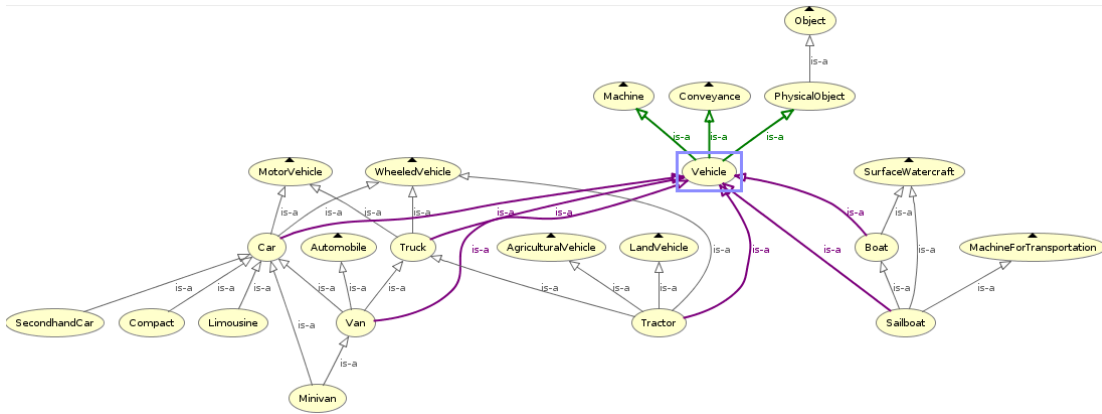 Object
is-a
Machine Conveyance PhysicalObject
is-a is-a is-a
MotorVehicle WheeledVehicle Vehicle SurfaceWatercraft
is-a is-a is-a is-a is-a is-a is-a is-a
Car Automobile Truck AgriculturalVehicle LandVehicle Boat MachineForTransportation
is-a is-a is-a is-a is-a
is-a is-a is-a is-a is-a is-a is-a is-a is-a is-a is-a is-a
SecondhandCar Compact Limousine Van Tractor Sailboat
is-a
is-a
Minivan